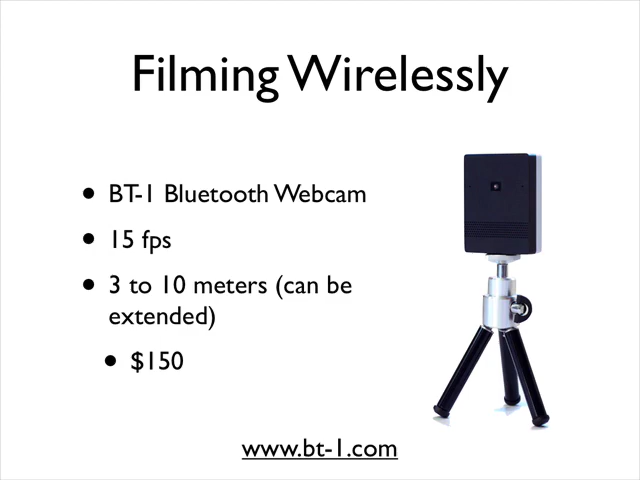 Filming Wirelessly
• BT-1 Bluetooth Webcam
• 15 fps
• 3 to 10 meters (can be
extended)
• $150
www.bt-1.com